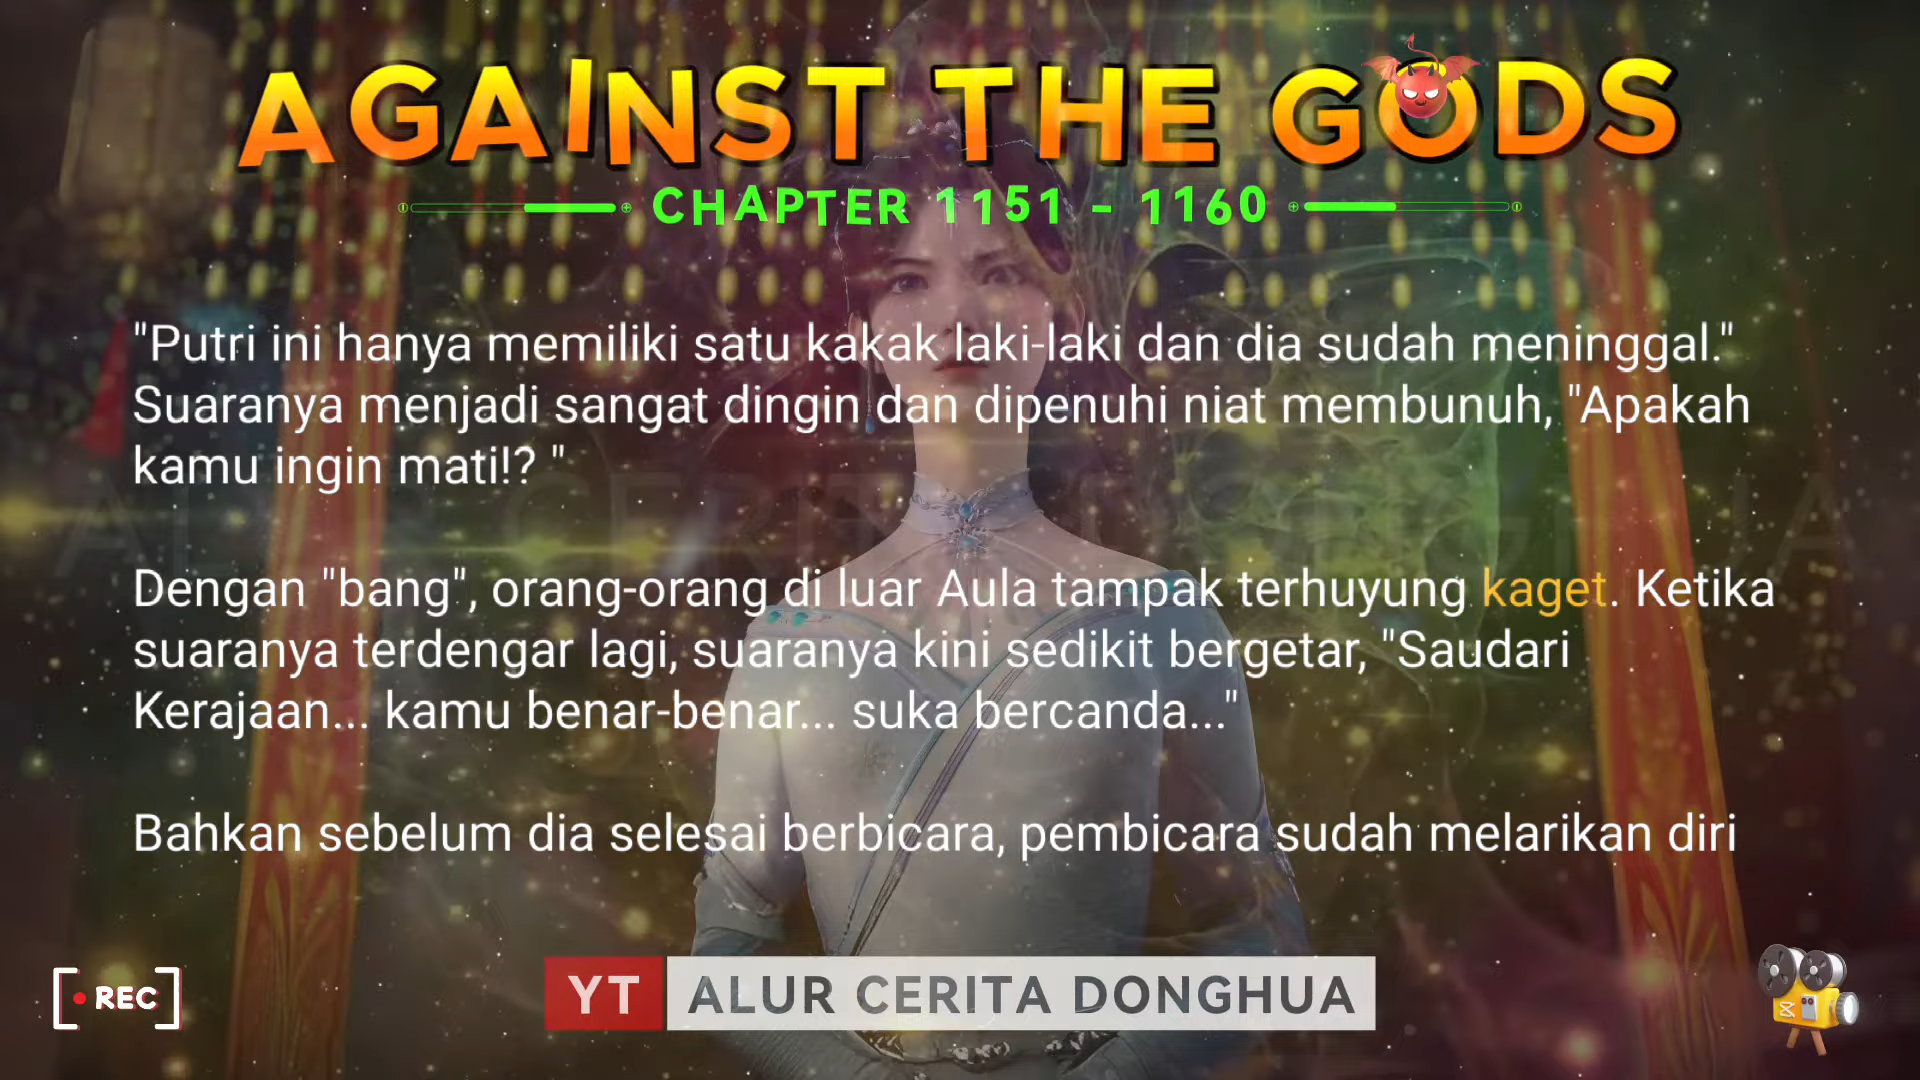 AGAINST THE GODS
CHAPTER 1151 - 1160
"Putri ini hanya memiliki satu kakak laki-laki dan dia sudah meninggal."
Suaranya menjadi sangat dingin dan dipenuhi niat membunuh, "Apakah
kamu ingin mati!? "
Dengan "bang", orang-orang di luar Aula tampak terhuyung kaget. Ketika
suaranya terdengar lagi, suaranya kini sedikit bergetar, "Saudari
Kerajaan... kamu benar-benar... suka bercanda..."
Bahkan sebelum dia selesai berbicara, pembicara sudah melarikan diri
REC
YT ALUR CERITA DONGHUA